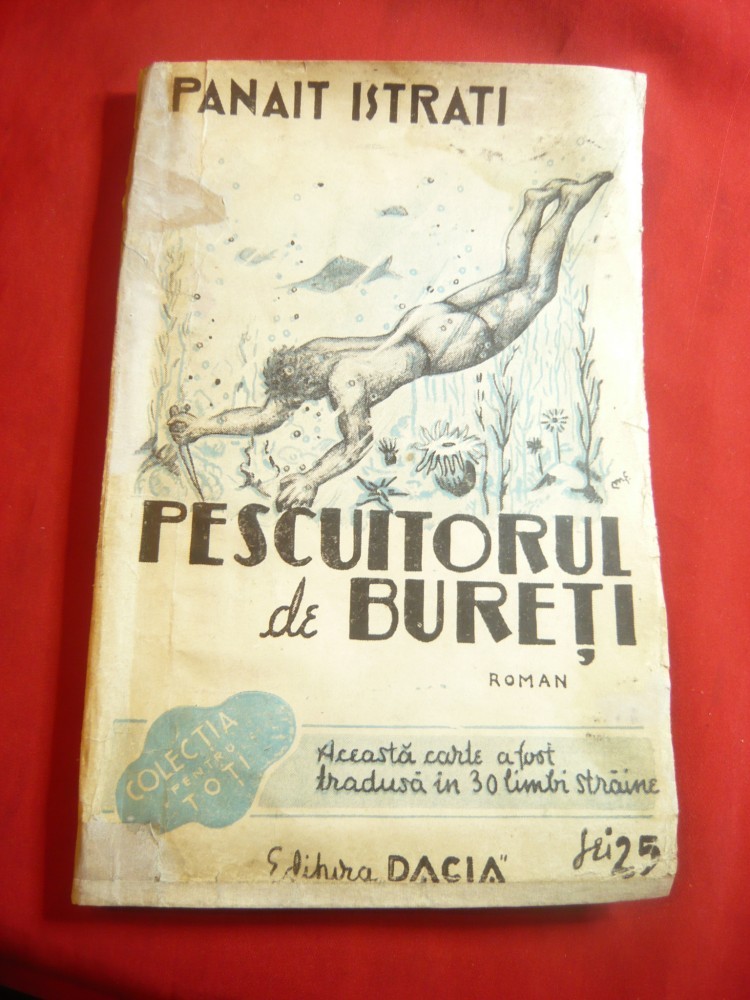 PANAIT ISTRATI
PESCUITORUL
de BUREȚI
ROMAN
COLECȚIA
PENTRU
TOȚI
Această carte a fost
tradusă in 30 limbi străine
Editura DACIA"
Lei 25